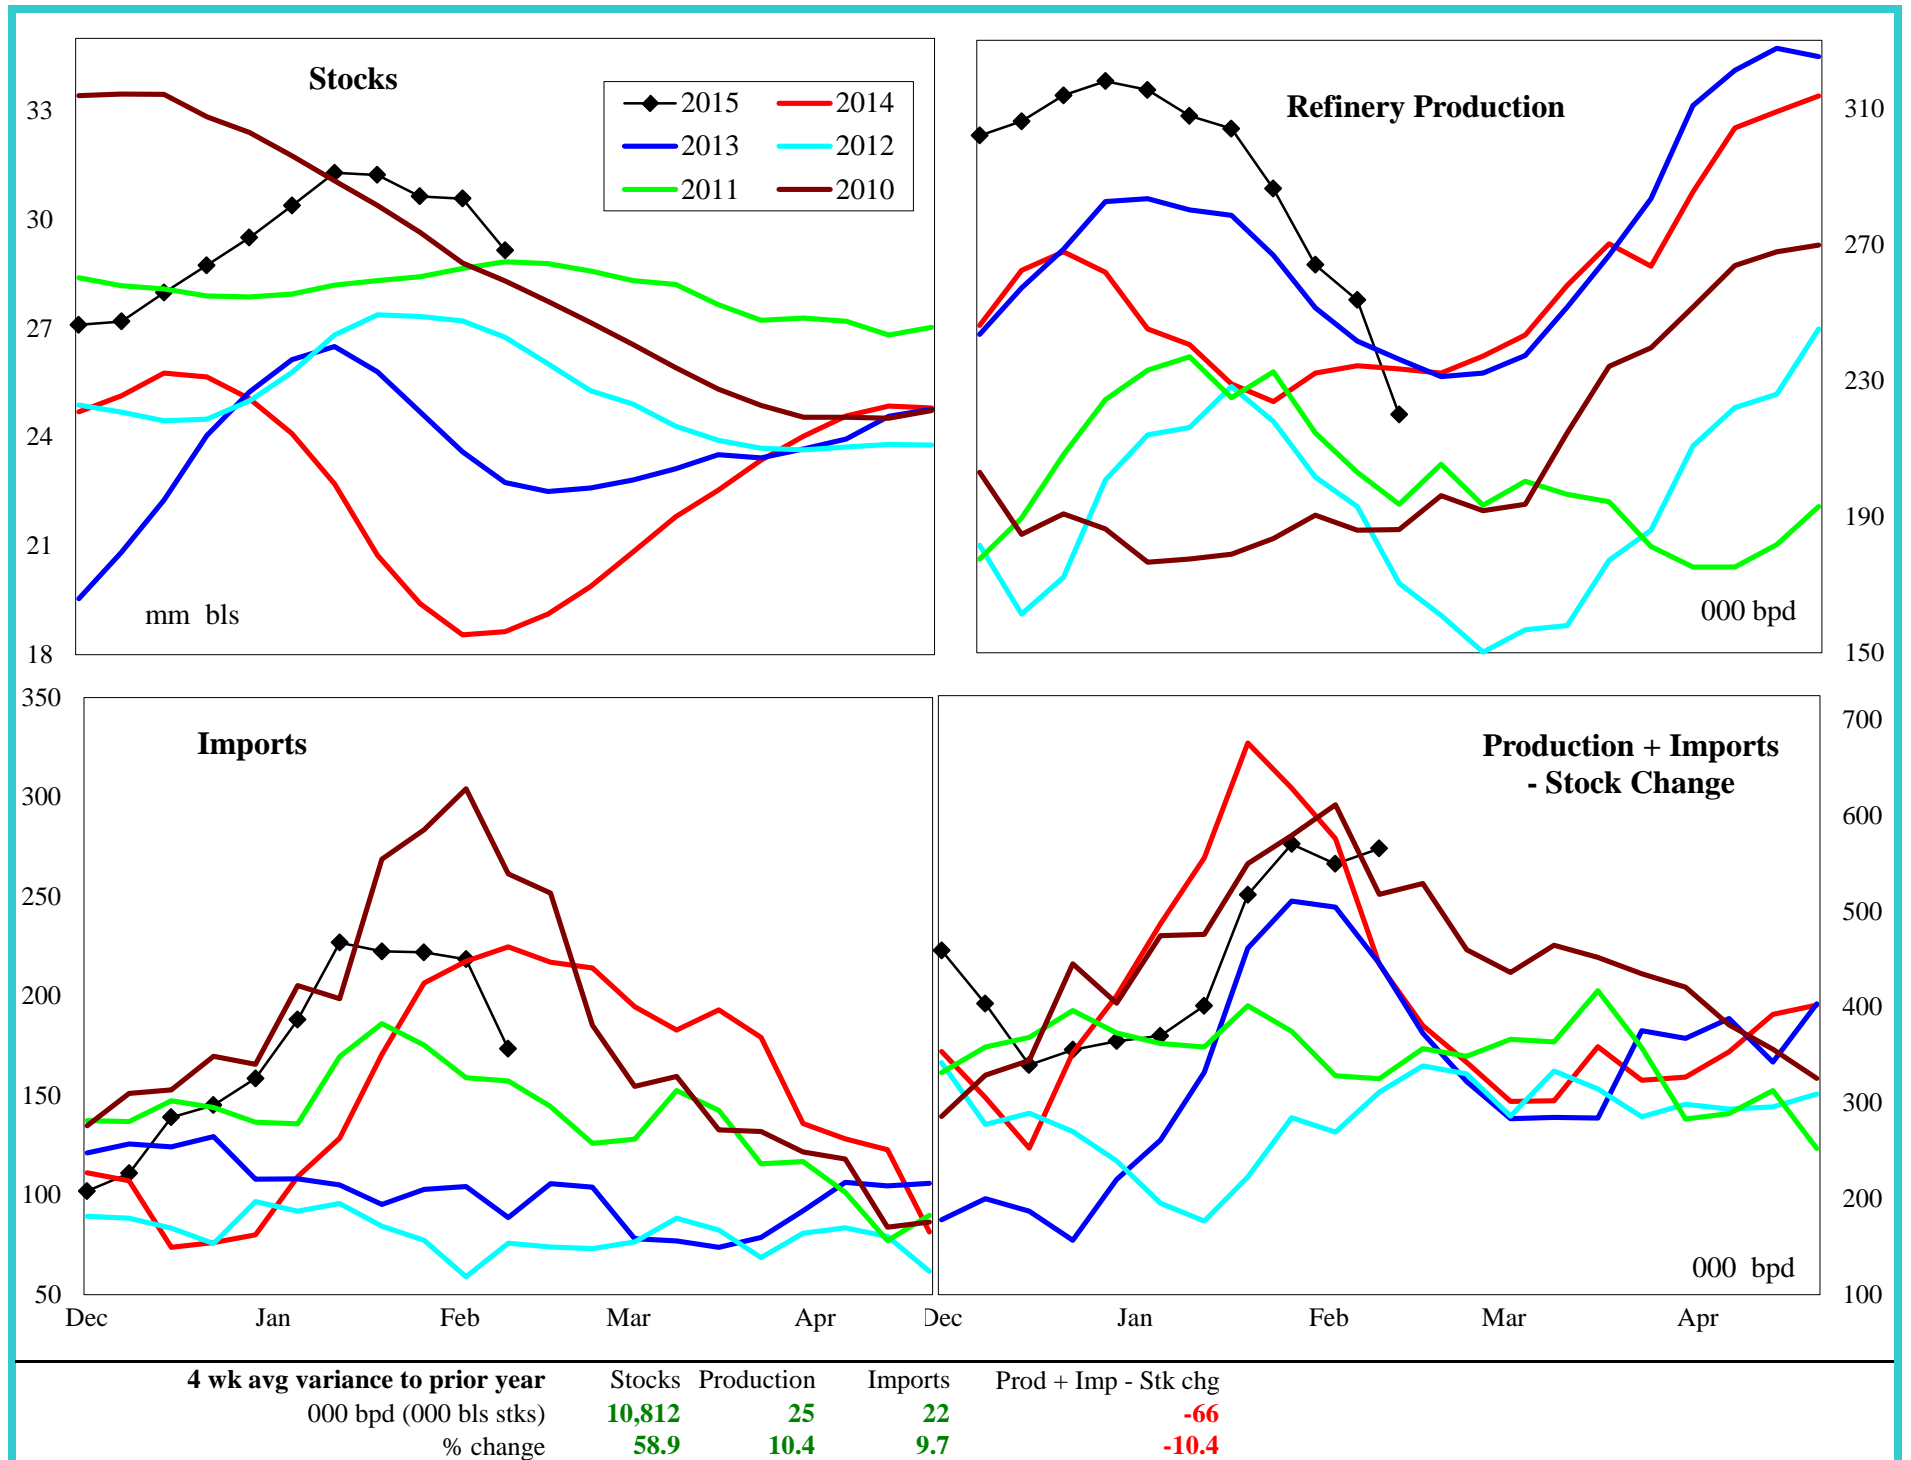 Stocks
33
30
27
24
21
18
2015
2014
2013
2012
2011
2010
mm bls
Refinery Production
310
270
230
190
150
000 bpd
Imports
350
300
250
200
150
100
50
Dec Jan Feb Mar Apr
Production + Imports
- Stock Change
700
600
500
400
300
200
100
000 bpd
Dec Jan Feb Mar Apr
4 wk avg variance to prior year Stocks Production Imports Prod + Imp - Stk chg
000 bpd (000 bls stks) 10,812 25 22 -66
% change 58.9 10.4 9.7 -10.4